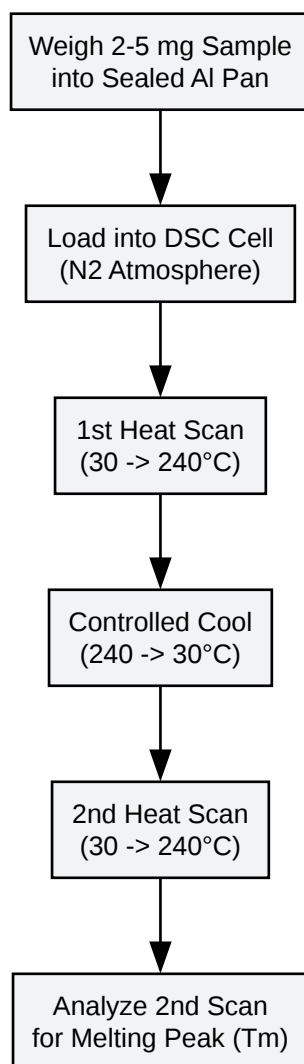 Weigh 2-5 mg Sample
into Sealed Al Pan
Load into DSC Cell
(N2 Atmosphere)
1st Heat Scan
(30 -> 240°C)
Controlled Cool
(240 -> 30°C)
2nd Heat Scan
(30 -> 240°C)
Analyze 2nd Scan
for Melting Peak (Tm)